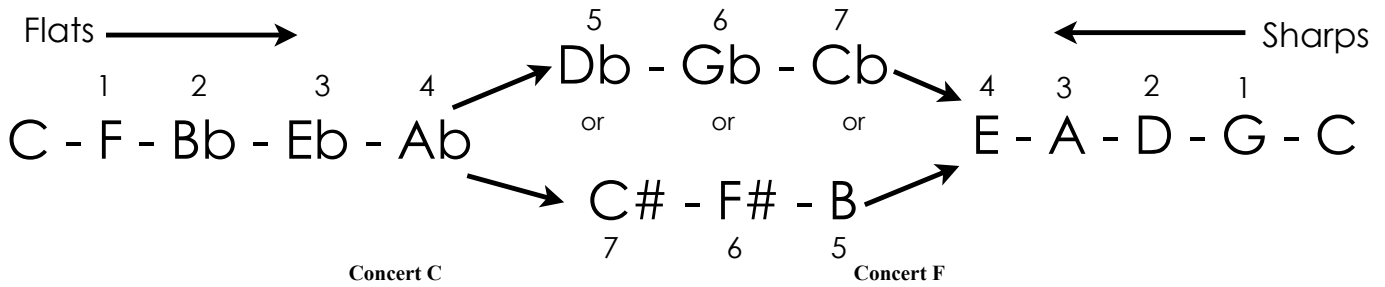 5 6 7
Flats Sharps
Db - Gb - Cb
1 2 3 4 4 3 2 1
or or or
C - F - Bb - Eb - Ab E - A - D - G - C
C# - F# - B
7 6 5
Concert C Concert F